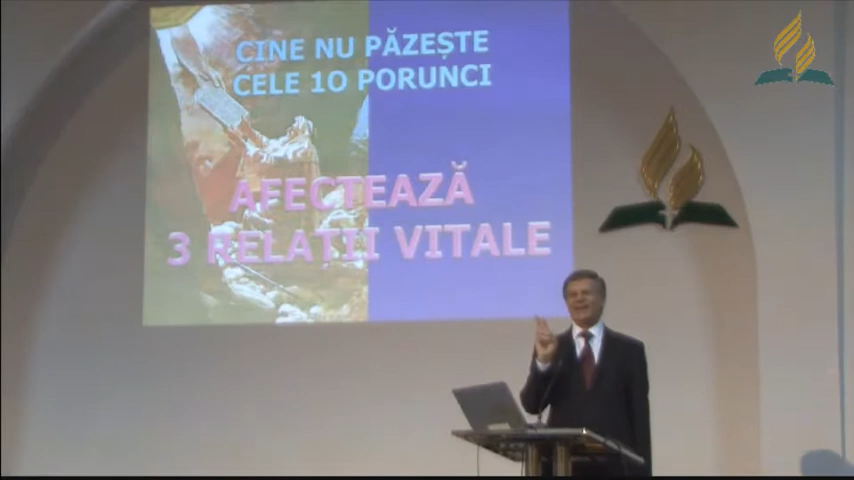 CINE NU PĂZEȘTE
CELE 10 PORUNCI
AFECTEAZĂ
3 RELAȚII VITALE